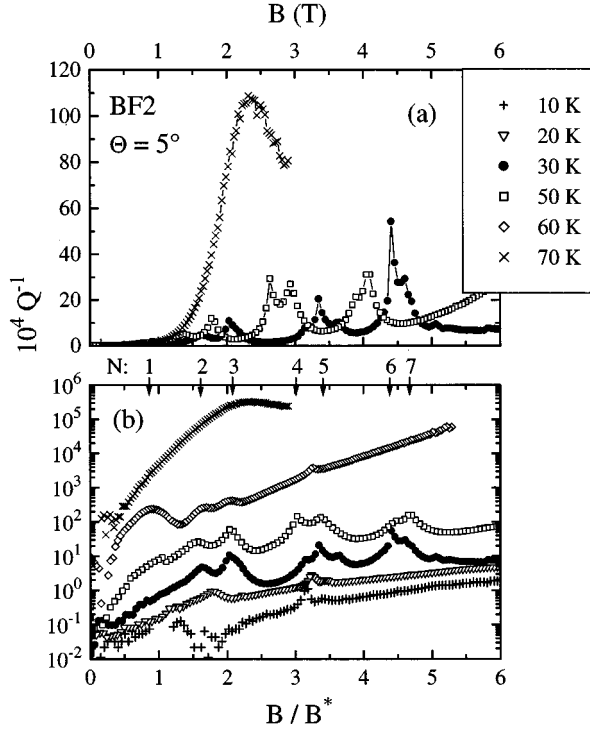 B (T)
0 1 2 3 4 5 6
120
100
80
60
40
20
0
10⁴ Q⁻¹
BF2
Θ = 5°
(a)
10 K
20 K
30 K
50 K
60 K
70 K
N: 1 2 3 4 5 6 7
(b)
10⁶
10⁵
10⁴
10³
10²
10¹
10⁰
10⁻¹
10⁻²
0 1 2 3 4 5 6
B / B*